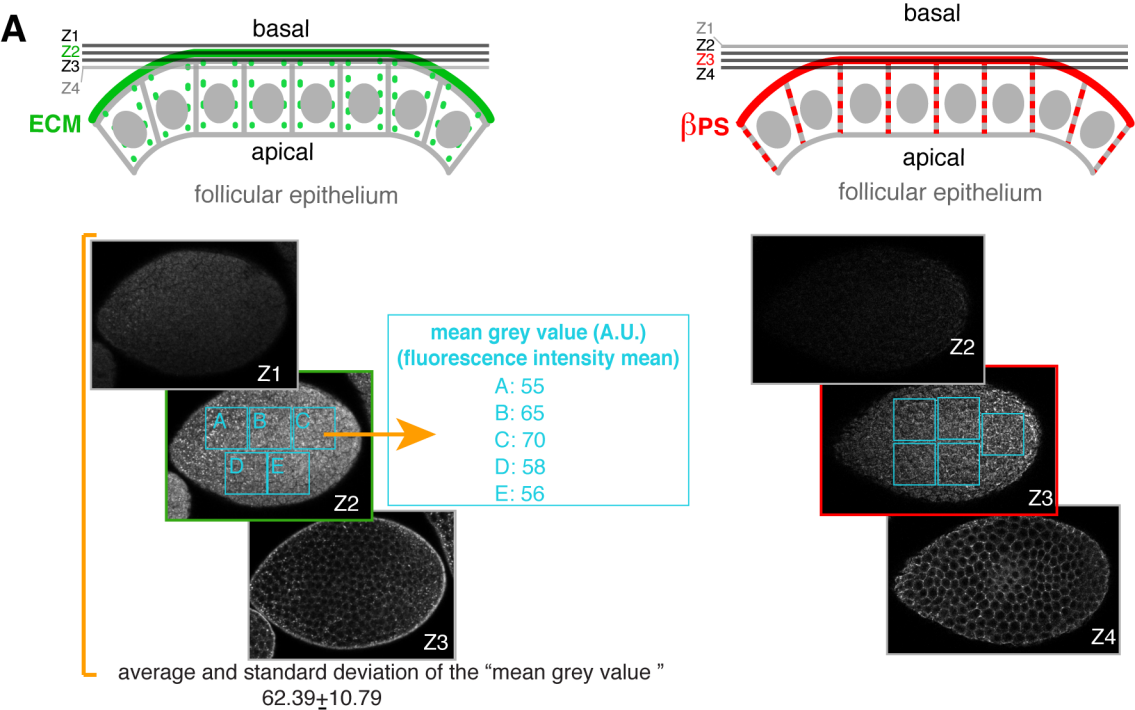 A
basal
Z1
Z2
Z3
Z4
ECM
apical
follicular epithelium
basal
Z1
Z2
Z3
Z4
βPS
apical
follicular epithelium
Z1
A
B
C
D
E
Z2
Z3
mean grey value (A.U.)
(fluorescence intensity mean)
A: 55
B: 65
C: 70
D: 58
E: 56
average and standard deviation of the “mean grey value ”
62.39±10.79
Z2
Z3
Z4